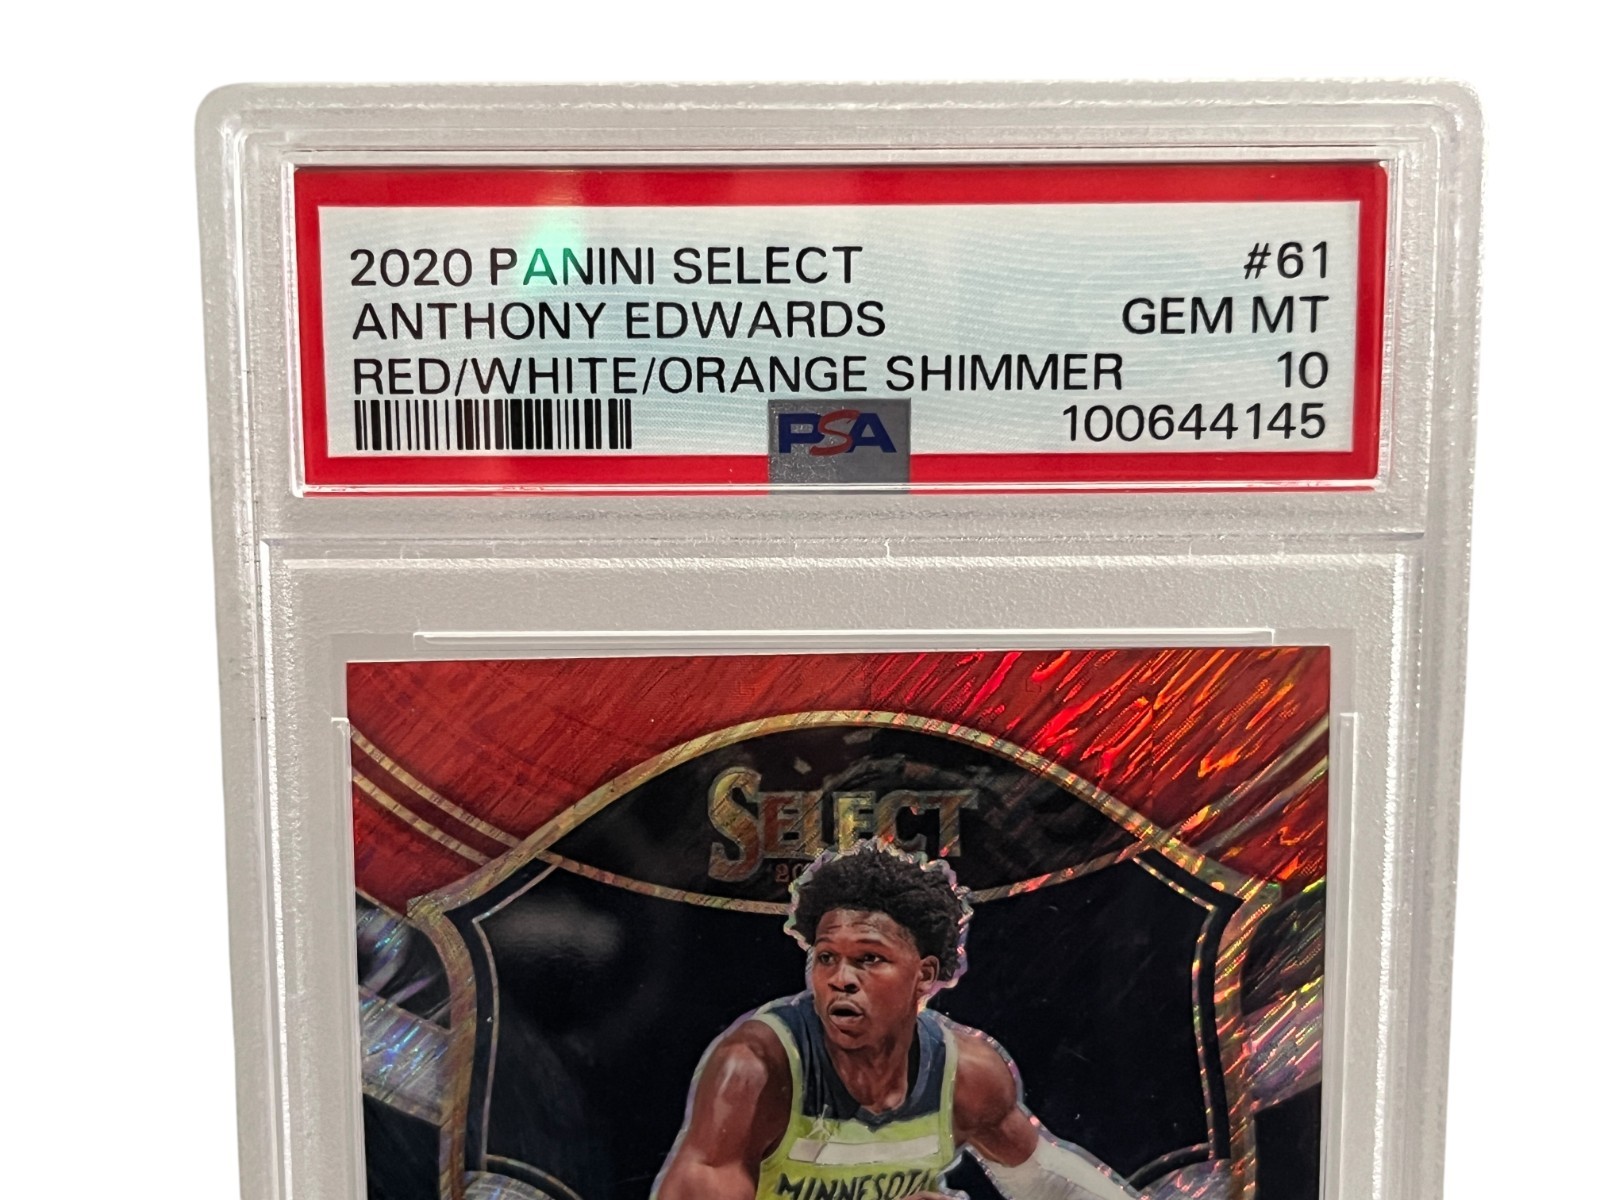 2020 PANINI SELECT #61
ANTHONY EDWARDS GEM MT
RED/WHITE/ORANGE SHIMMER 10
PSA 100644145
SELECT
MINNESOTA